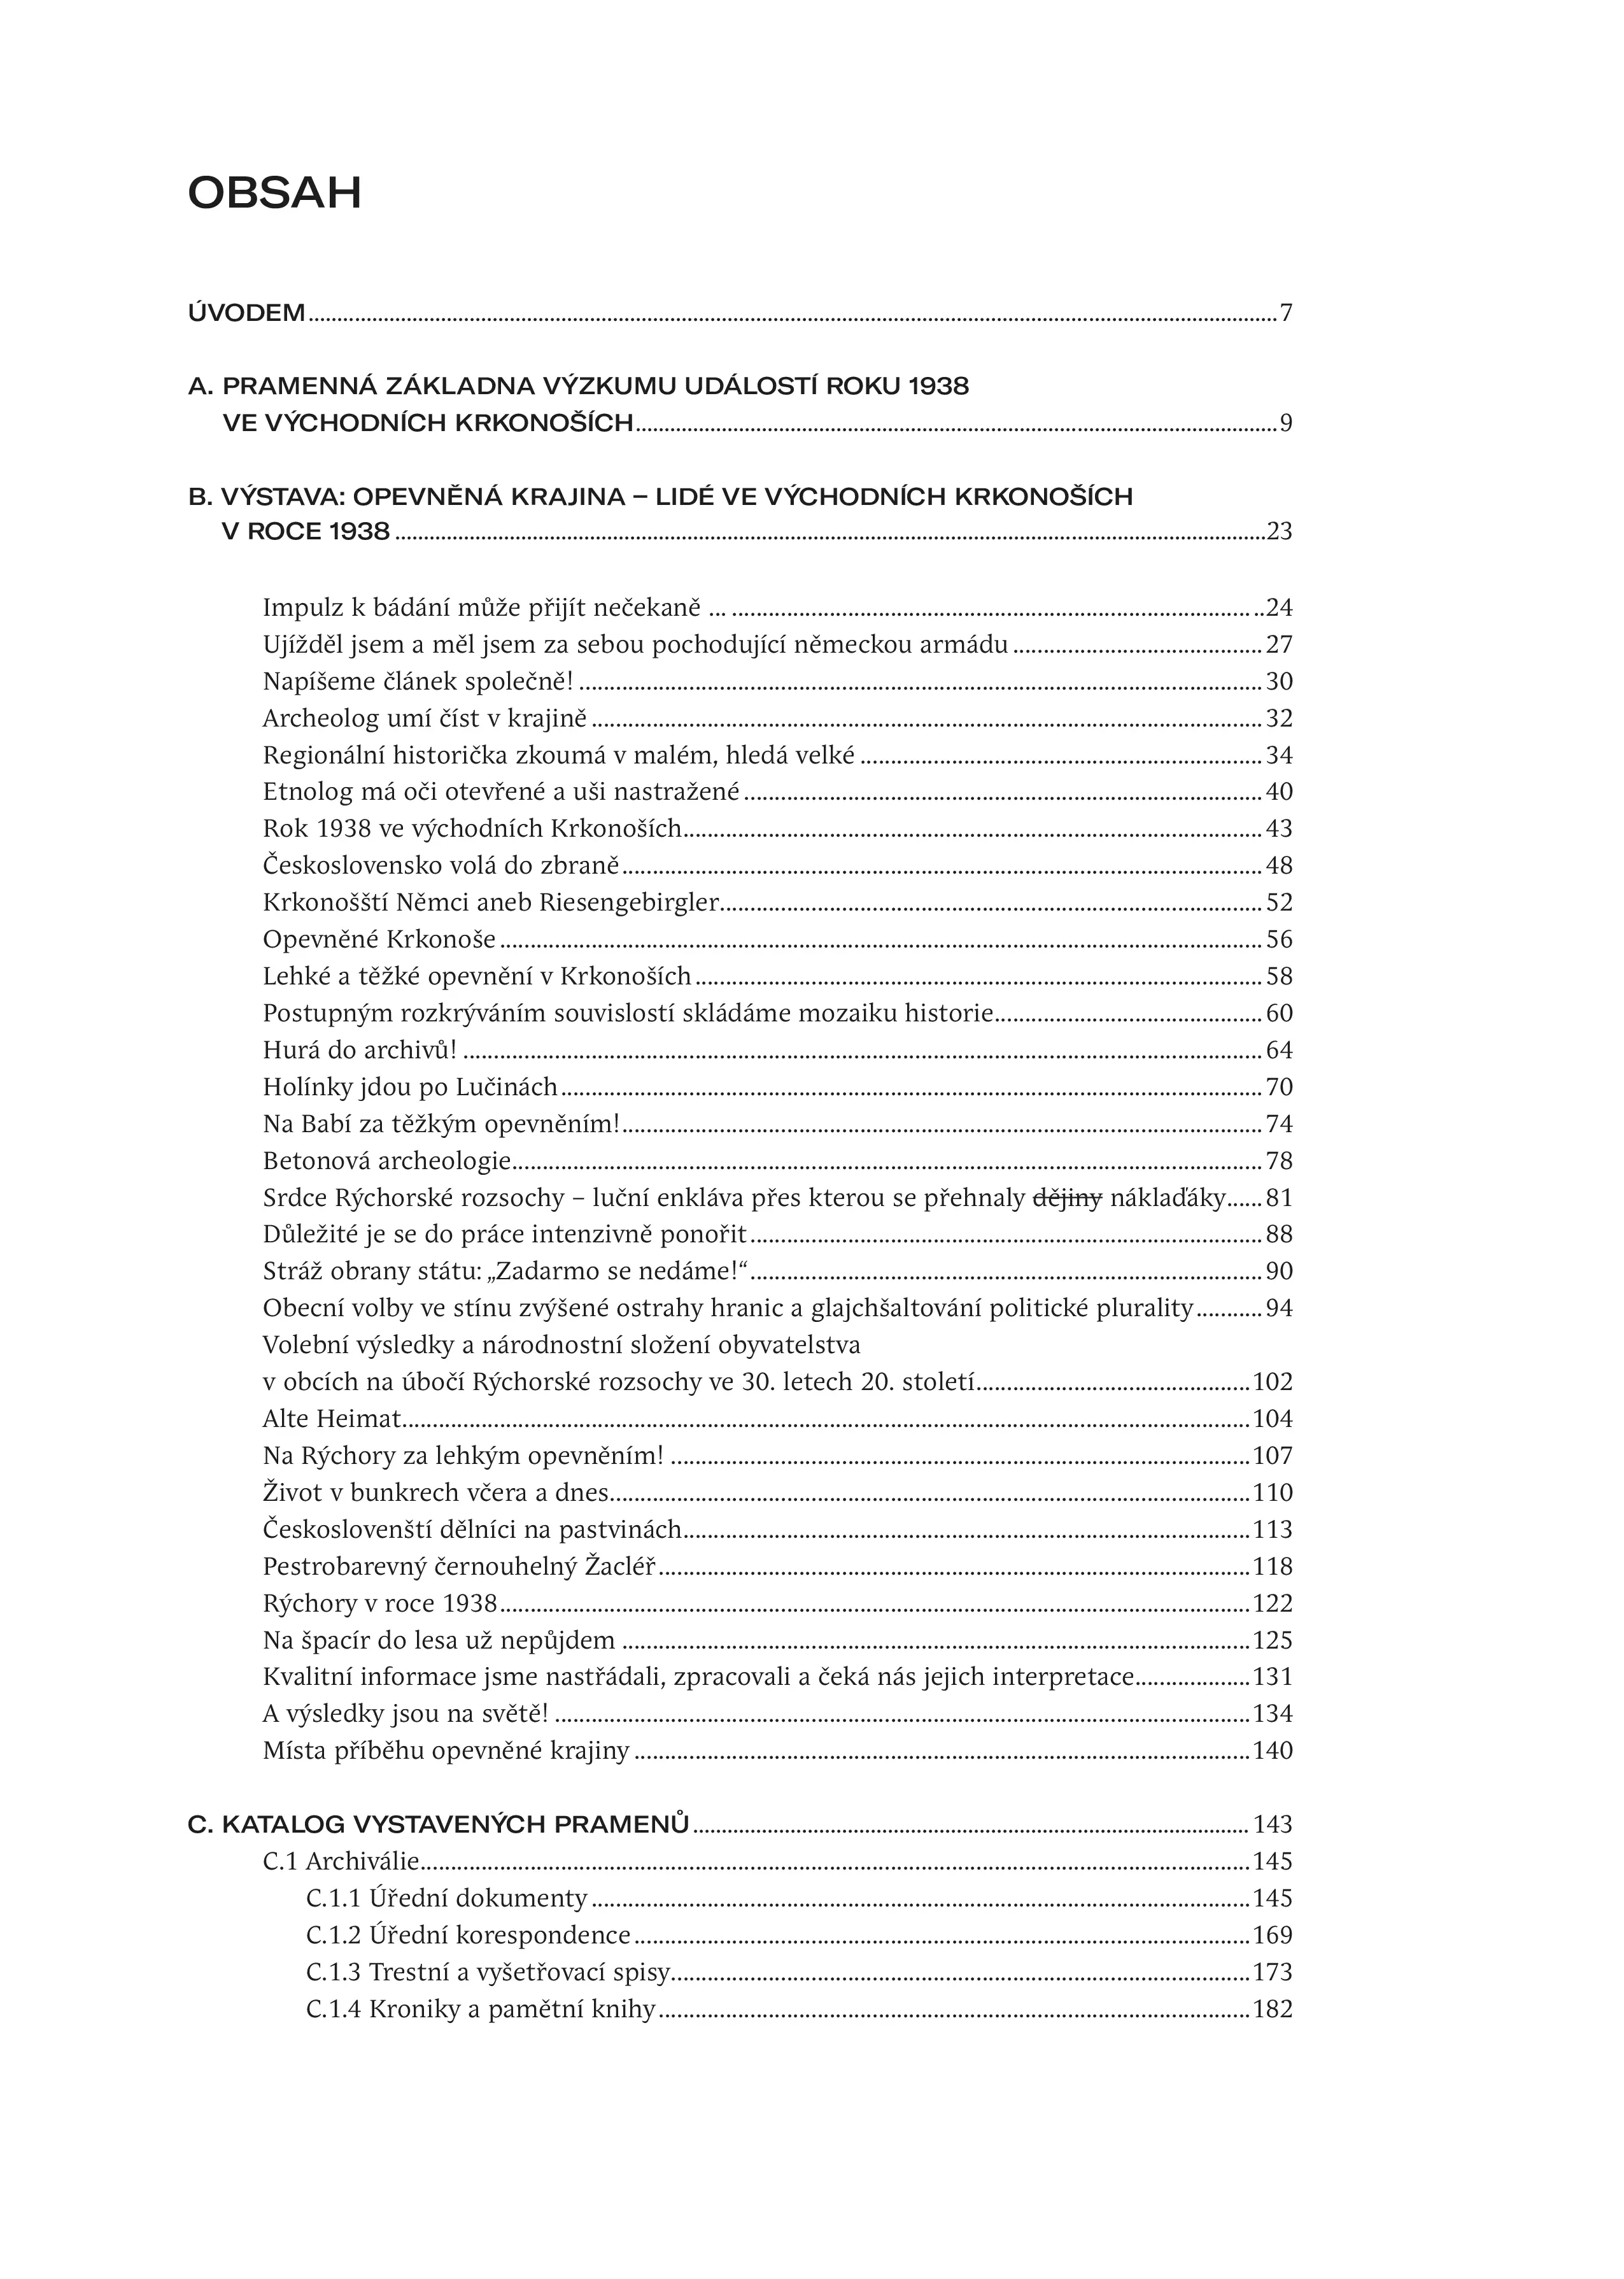 OBSAH
ÚVODEM 7
A. PRAMENNÁ ZÁKLADNA VÝZKUMU UDÁLOSTÍ ROKU 1938
VE VÝCHODNÍCH KRKONOŠÍCH 9
B. VÝSTAVA: OPEVNĚNÁ KRAJINA – LIDÉ VE VÝCHODNÍCH KRKONOŠÍCH
V ROCE 1938 23
Impulz k bádání může přijít nečekaně ... 24
Ujížděl jsem a měl jsem za sebou pochodující německou armádu 27
Napíšeme článek společně! 30
Archeolog umí číst v krajině 32
Regionální historička zkoumá v malém, hledá velké 34
Etnolog má oči otevřené a uši nastražené 40
Rok 1938 ve východních Krkonoších 43
Československo volá do zbraně 48
Krkonošští Němci aneb Riesengebirgler 52
Opevněné Krkonoše 56
Lehké a těžké opevnění v Krkonoších 58
Postupným rozkrýváním souvislostí skládáme mozaiku historie 60
Hurá do archivů! 64
Holínky jdou po Lučinách 70
Na Babí za těžkým opevněním! 74
Betonová archeologie 78
Srdce Rýchorské rozsochy – luční enkláva přes kterou se přehnaly dějiny náklaďáky 81
Důležité je se do práce intenzivně ponořit 88
Stráž obrany státu: „Zadarmo se nedáme!“ 90
Obecní volby ve stínu zvýšené ostrahy hranic a glajchšaltování politické plurality 94
Volební výsledky a národnostní složení obyvatelstva
v obcích na úbočí Rýchorské rozsochy ve 30. letech 20. století 102
Alte Heimat 104
Na Rýchory za lehkým opevněním! 107
Život v bunkrech včera a dnes 110
Českoslovenští dělníci na pastvinách 113
Pestrobarevný černouhelný Žacléř 118
Rýchory v roce 1938 122
Na špacír do lesa už nepůjdem 125
Kvalitní informace jsme nastřádali, zpracovali a čeká nás jejich interpretace 131
A výsledky jsou na světě! 134
Místa příběhu opevněné krajiny 140
C. KATALOG VYSTAVENÝCH PRAMENŮ 143
C.1 Archiválie 145
C.1.1 Úřední dokumenty 145
C.1.2 Úřední korespondence 169
C.1.3 Trestní a vyšetřovací spisy 173
C.1.4 Kroniky a pamětní knihy 182